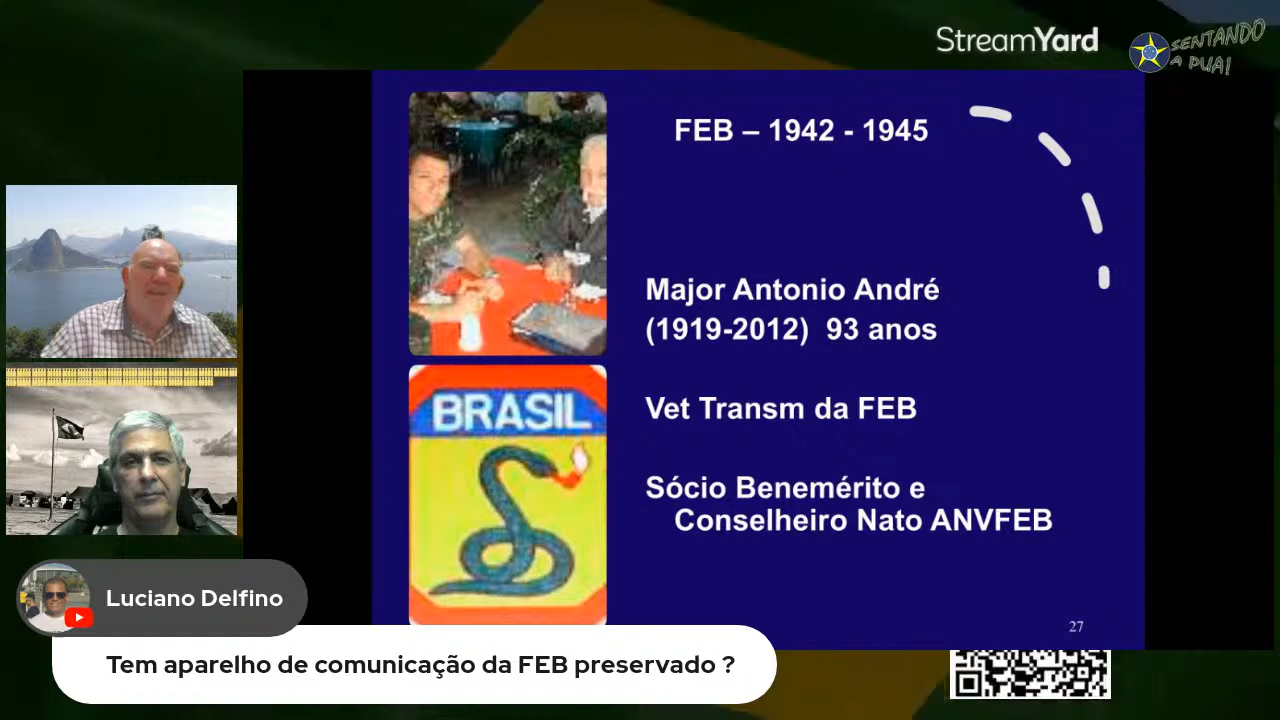 StreamYard
SENTANDO
A PUA!
FEB – 1942 - 1945
Major Antonio André
(1919-2012) 93 anos
Vet Transm da FEB
Sócio Benemérito e
Conselheiro Nato ANVFEB
BRASIL
27
Luciano Delfino
Tem aparelho de comunicação da FEB preservado ?